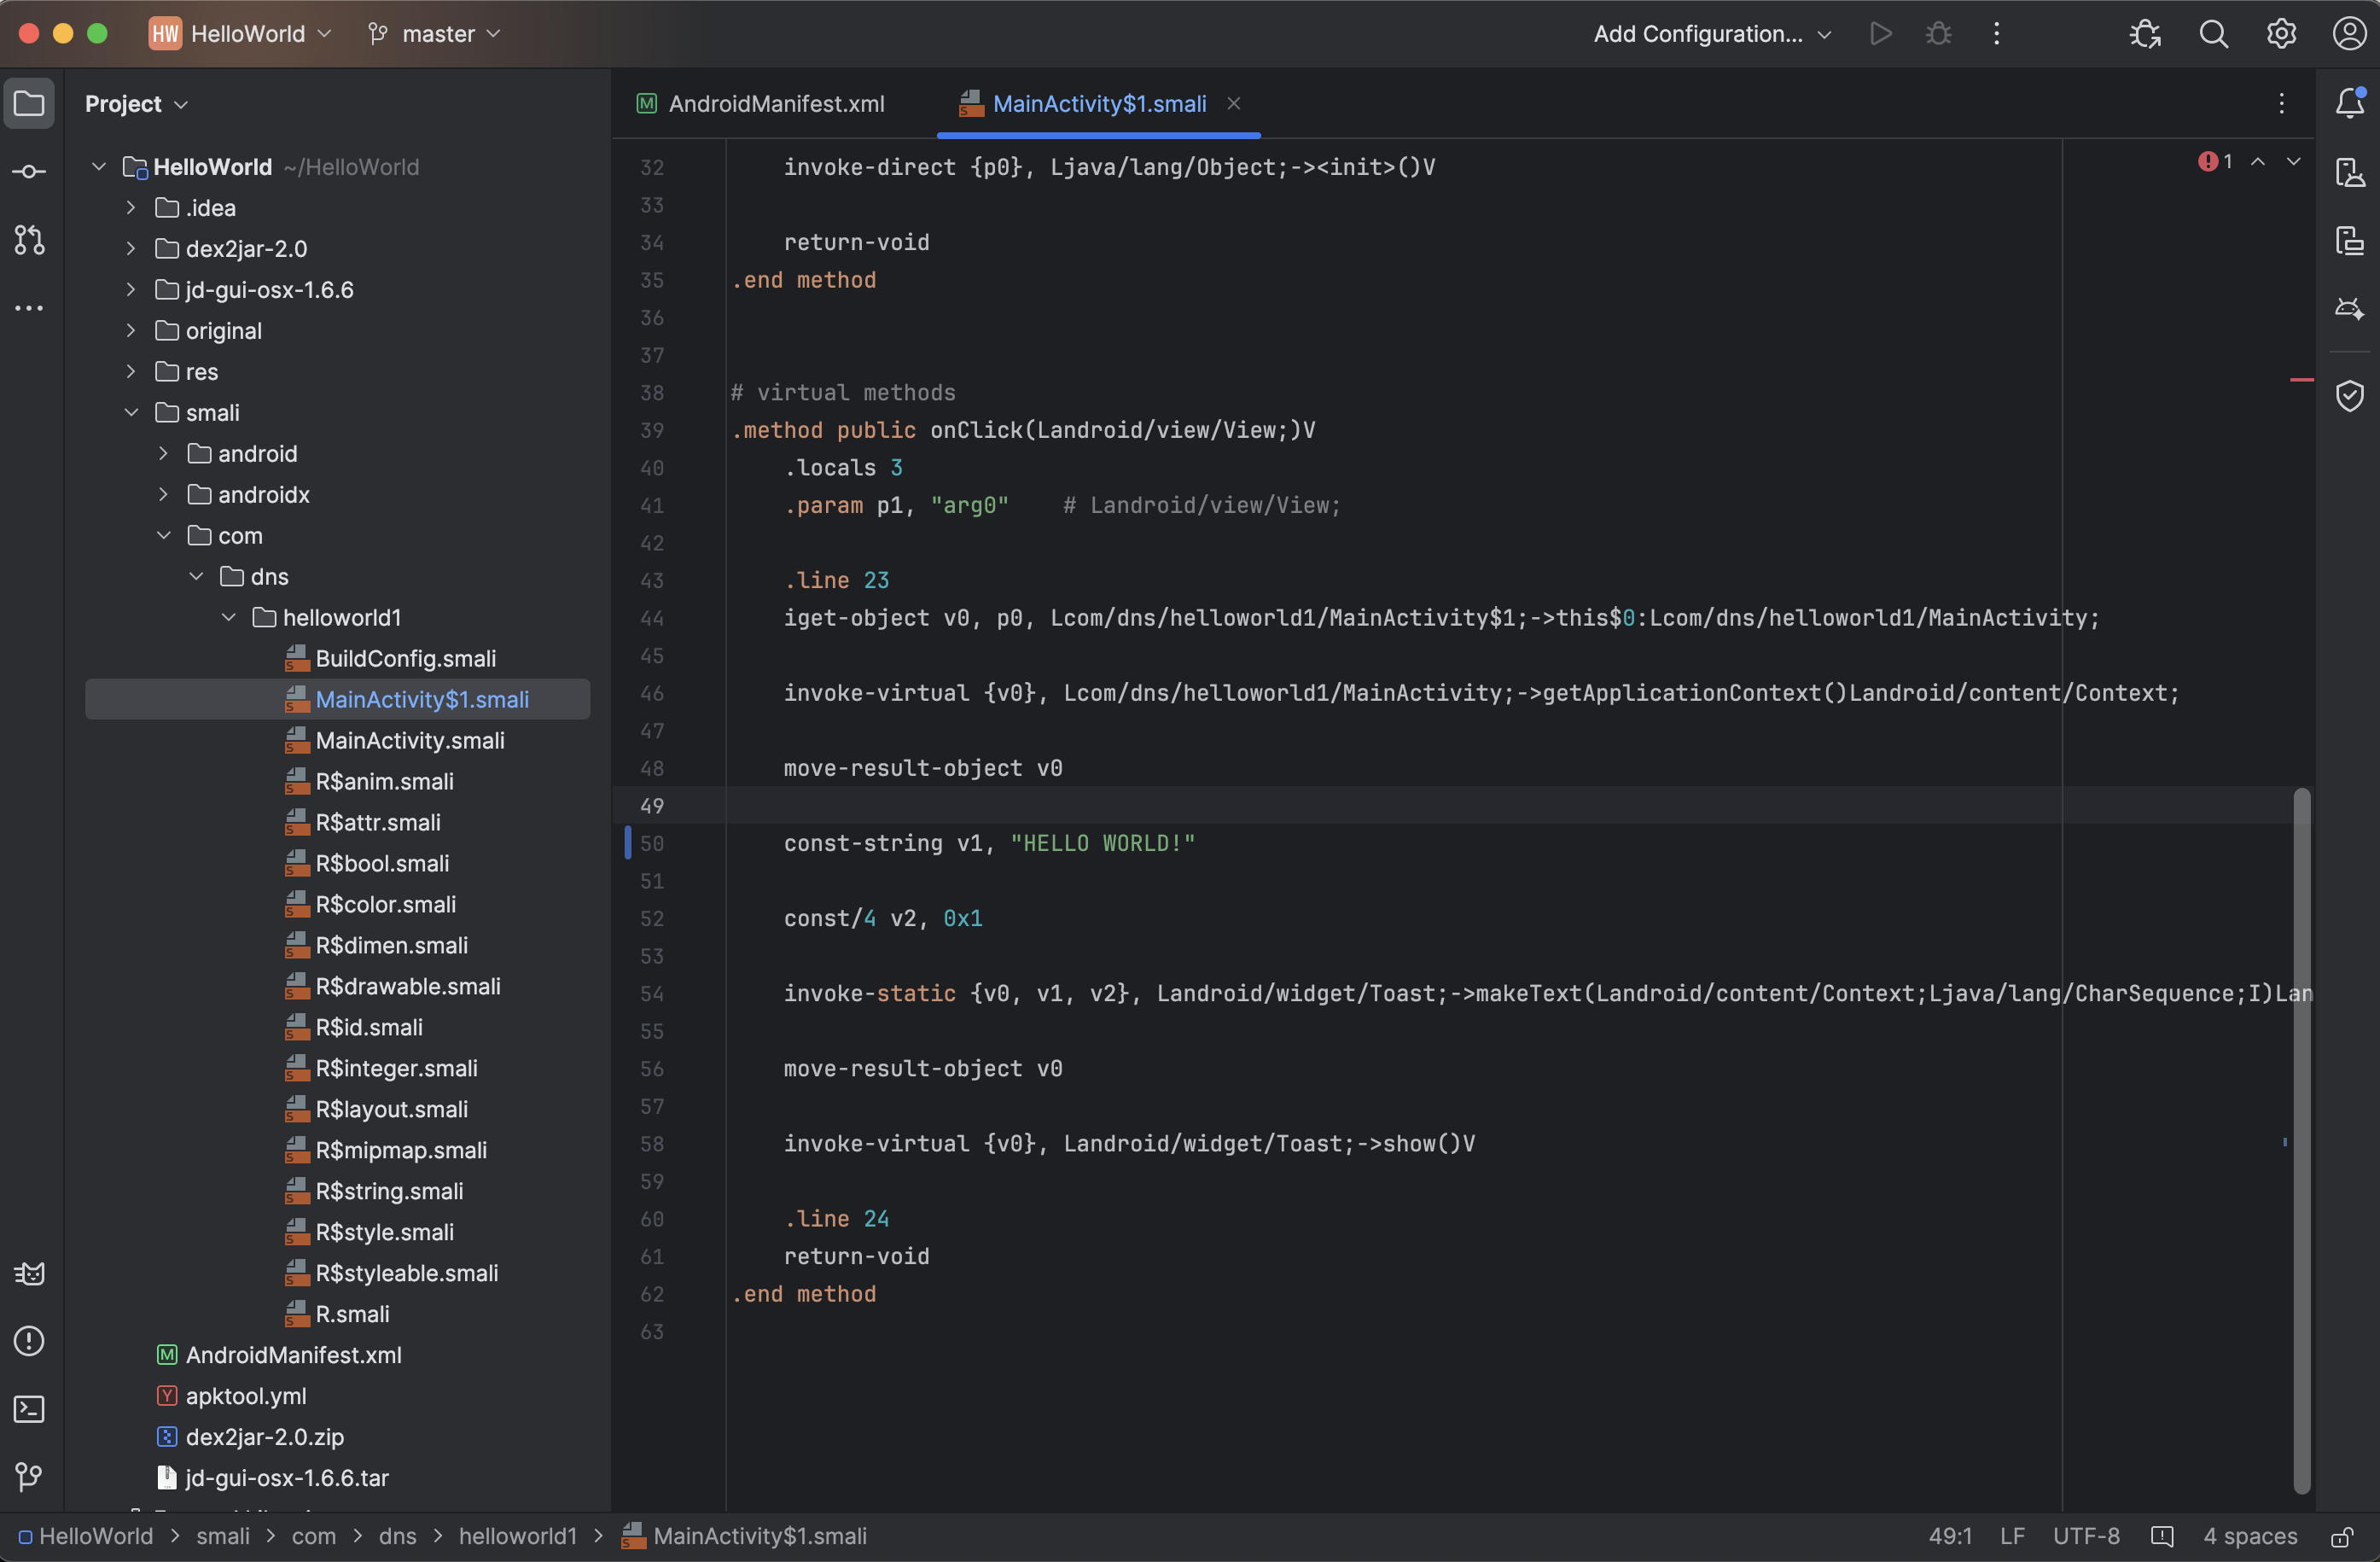 HW HelloWorld master Add Configuration...
Project
HelloWorld ~/HelloWorld
.idea
dex2jar-2.0
jd-gui-osx-1.6.6
original
res
smali
android
androidx
com
dns
helloworld1
BuildConfig.smali
MainActivity$1.smali
MainActivity.smali
R$anim.smali
R$attr.smali
R$bool.smali
R$color.smali
R$dimen.smali
R$drawable.smali
R$id.smali
R$integer.smali
R$layout.smali
R$mipmap.smali
R$string.smali
R$style.smali
R$styleable.smali
R.smali
AndroidManifest.xml
apktool.yml
dex2jar-2.0.zip
jd-gui-osx-1.6.6.tar
AndroidManifest.xml MainActivity$1.smali
1
32 invoke-direct {p0}, Ljava/lang/Object;-><init>()V
33
34 return-void
35 .end method
36
37
38 # virtual methods
39 .method public onClick(Landroid/view/View;)V
40 .locals 3
41 .param p1, "arg0" # Landroid/view/View;
42
43 .line 23
44 iget-object v0, p0, Lcom/dns/helloworld1/MainActivity$1;->this$0:Lcom/dns/helloworld1/MainActivity;
45
46 invoke-virtual {v0}, Lcom/dns/helloworld1/MainActivity;->getApplicationContext()Landroid/content/Context;
47
48 move-result-object v0
49
50 const-string v1, "HELLO WORLD!"
51
52 const/4 v2, 0x1
53
54 invoke-static {v0, v1, v2}, Landroid/widget/Toast;->makeText(Landroid/content/Context;Ljava/lang/CharSequence;I)Lan
55
56 move-result-object v0
57
58 invoke-virtual {v0}, Landroid/widget/Toast;->show()V
59
60 .line 24
61 return-void
62 .end method
63
HelloWorld > smali > com > dns > helloworld1 > MainActivity$1.smali 49:1 LF UTF-8 4 spaces